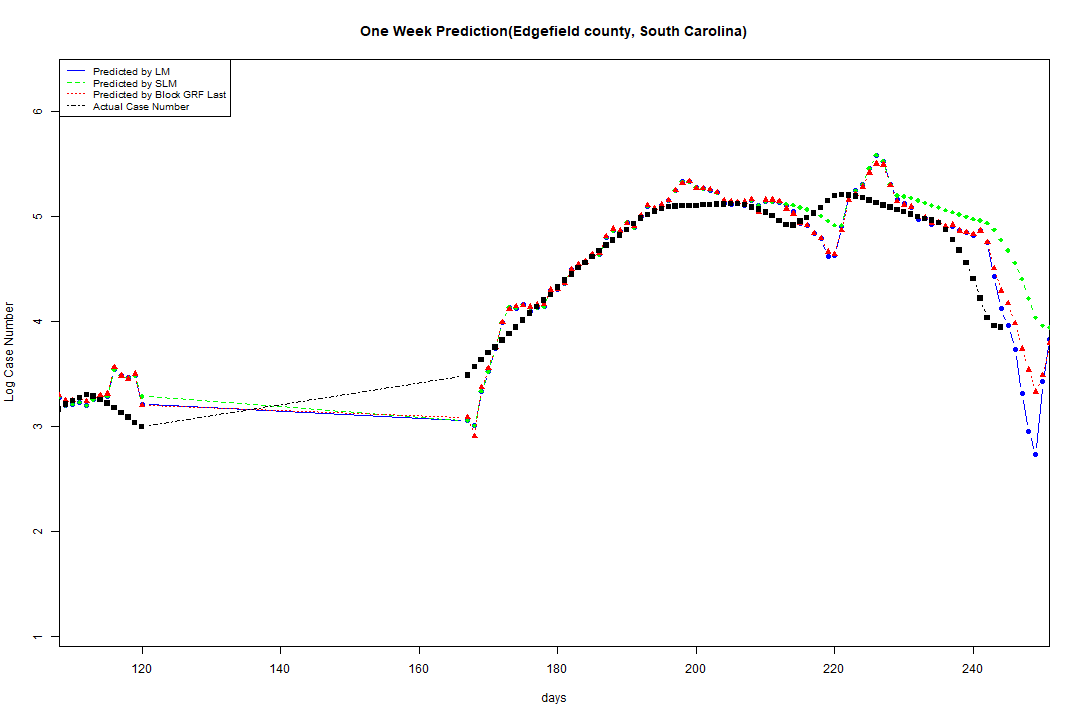 One Week Prediction(Edgefield county, South Carolina)
Predicted by LM
Predicted by SLM
Predicted by Block GRF Last
Actual Case Number
6
5
4
3
2
1
Log Case Number
120 140 160 180 200 220 240
days